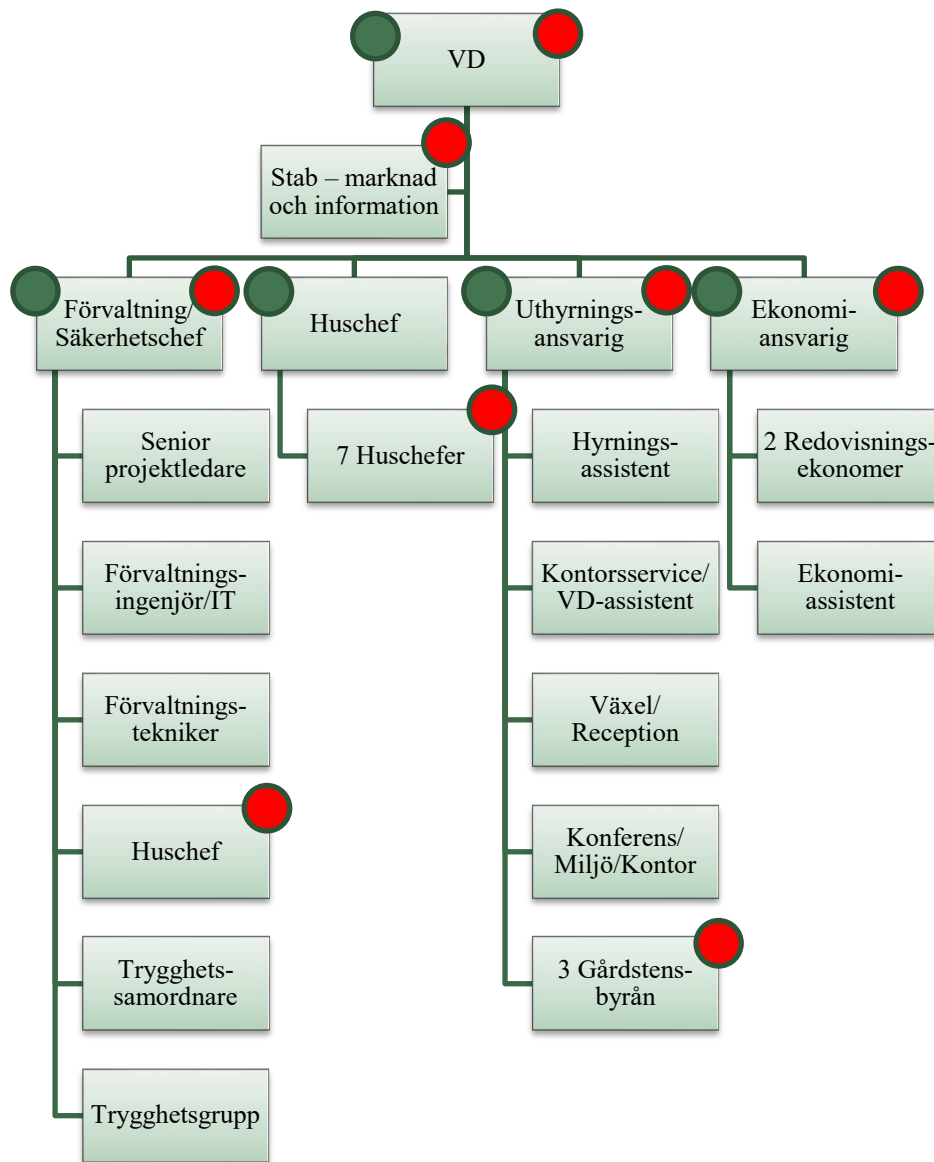 VD
Stab – marknad
och information
Förvaltning/
Säkerhetschef
Huschef
Uthyrnings-
ansvarig
Ekonomi-
ansvarig
Senior
projektledare
7 Huschefer
Hyrnings-
assistent
2 Redovisnings-
ekonomer
Förvaltnings-
ingenjör/IT
Kontorsservice/
VD-assistent
Ekonomi-
assistent
Förvaltnings-
tekniker
Växel/
Reception
Huschef
Konferens/
Miljö/Kontor
Trygghets-
samordnare
3 Gårdstens-
byrån
Trygghetsgrupp